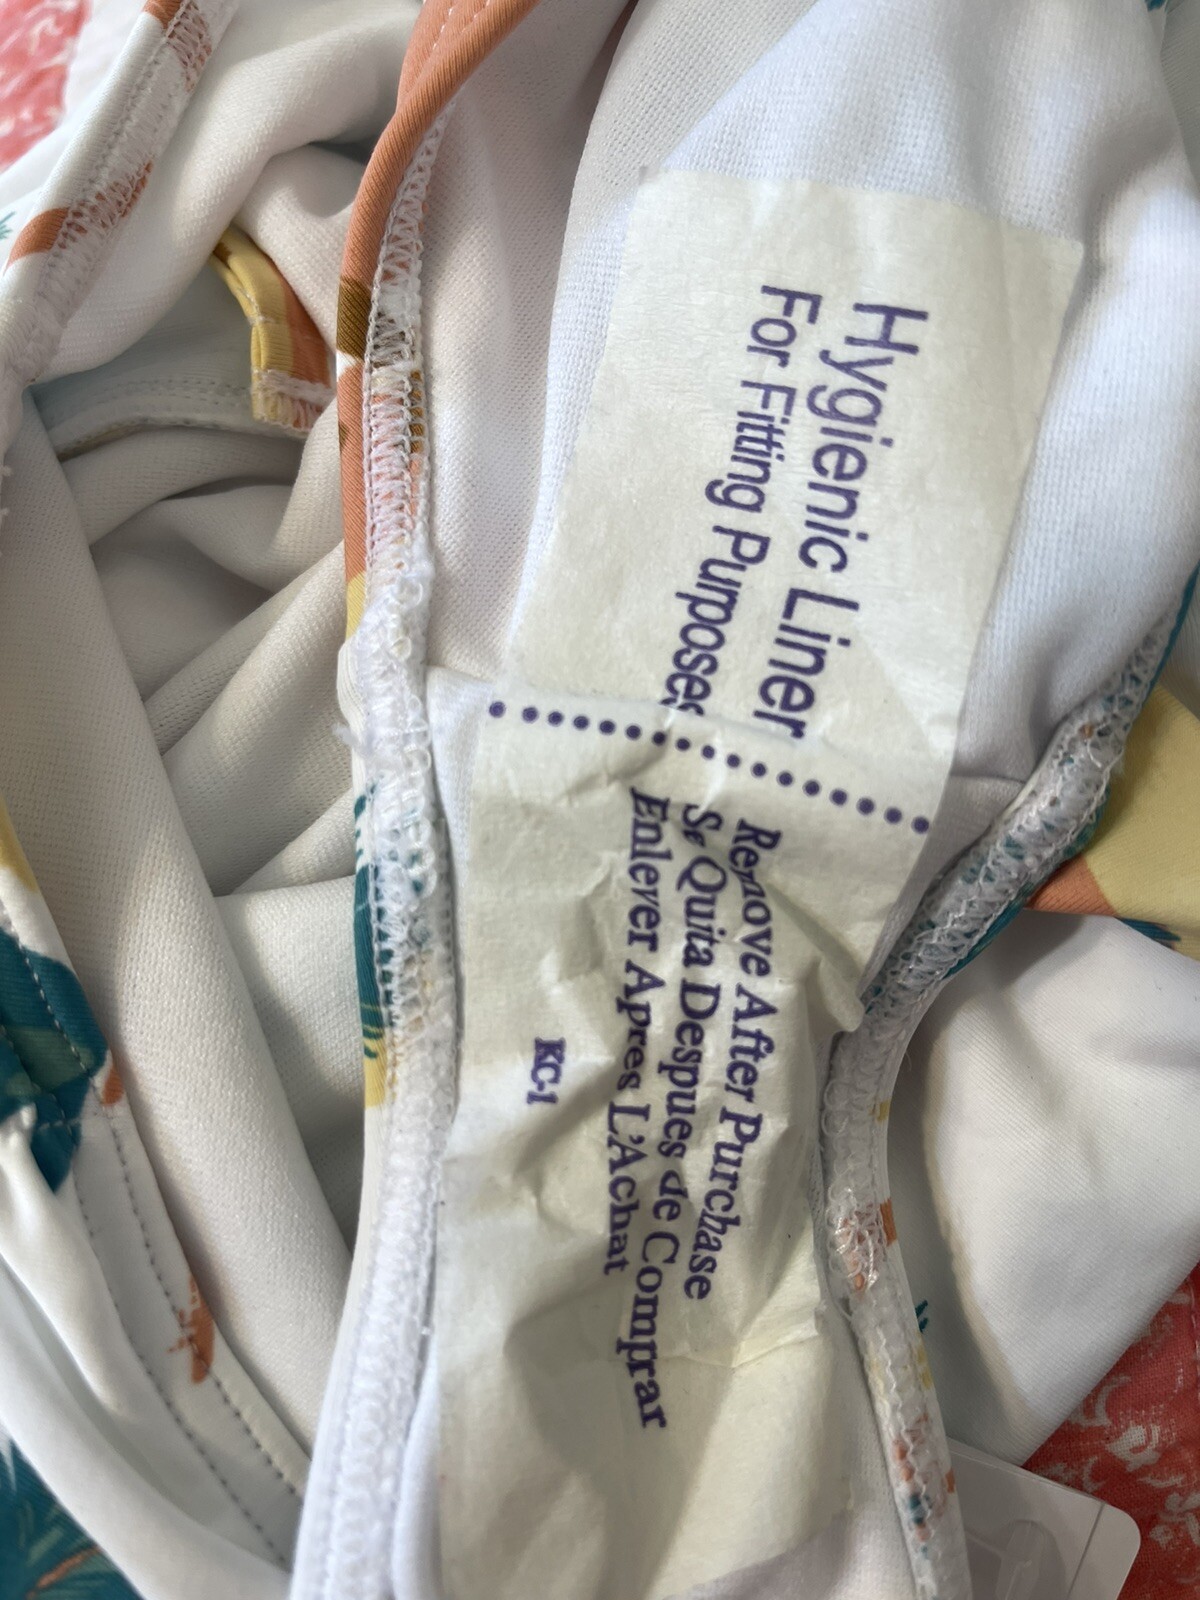 Hygienic Liner
For Fitting Purposes
Remove After Purchase
Se Quita Despues de Comprar
Enlever Apres L'Achat
KC-1